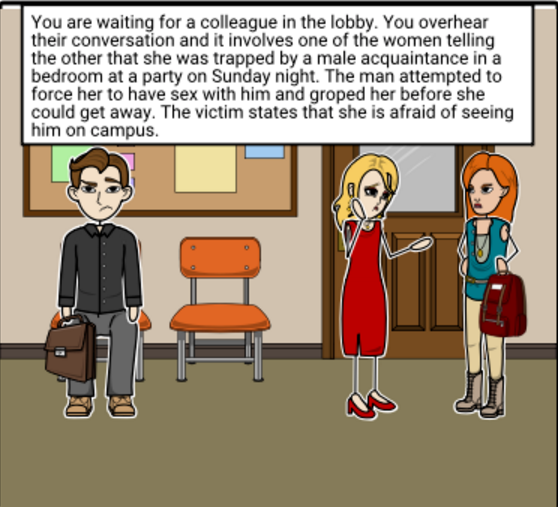 You are waiting for a colleague in the lobby. You overhear
their conversation and it involves one of the women telling
the other that she was trapped by a male acquaintance in a
bedroom at a party on Sunday night. The man attempted to
force her to have sex with him and groped her before she
could get away. The victim states that she is afraid of seeing
him on campus.